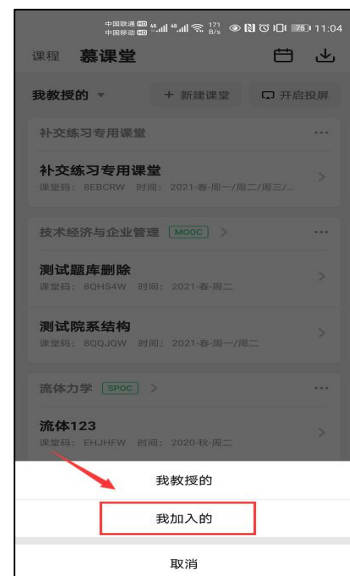 中国联通 HD 46 46 171 B/s
中国移动 HD 76 11:04
课程 慕课堂
我教授的 + 新建课堂 开启投屏
补交练习专用课堂
补交练习专用课堂
课堂码: 8EBCRW 时间: 2021-春-周一/周二/周三/...
技术经济与企业管理 MOOC >
测试题库删除
课堂码: 8QHS4W 时间: 2021-春-周二
测试院系结构
课堂码: 8QQJQW 时间: 2021-春-周一/周二
流体力学 SPOC >
流体123
课堂码: EHJHFW 时间: 2020-秋-周二
我教授的
我加入的
取消